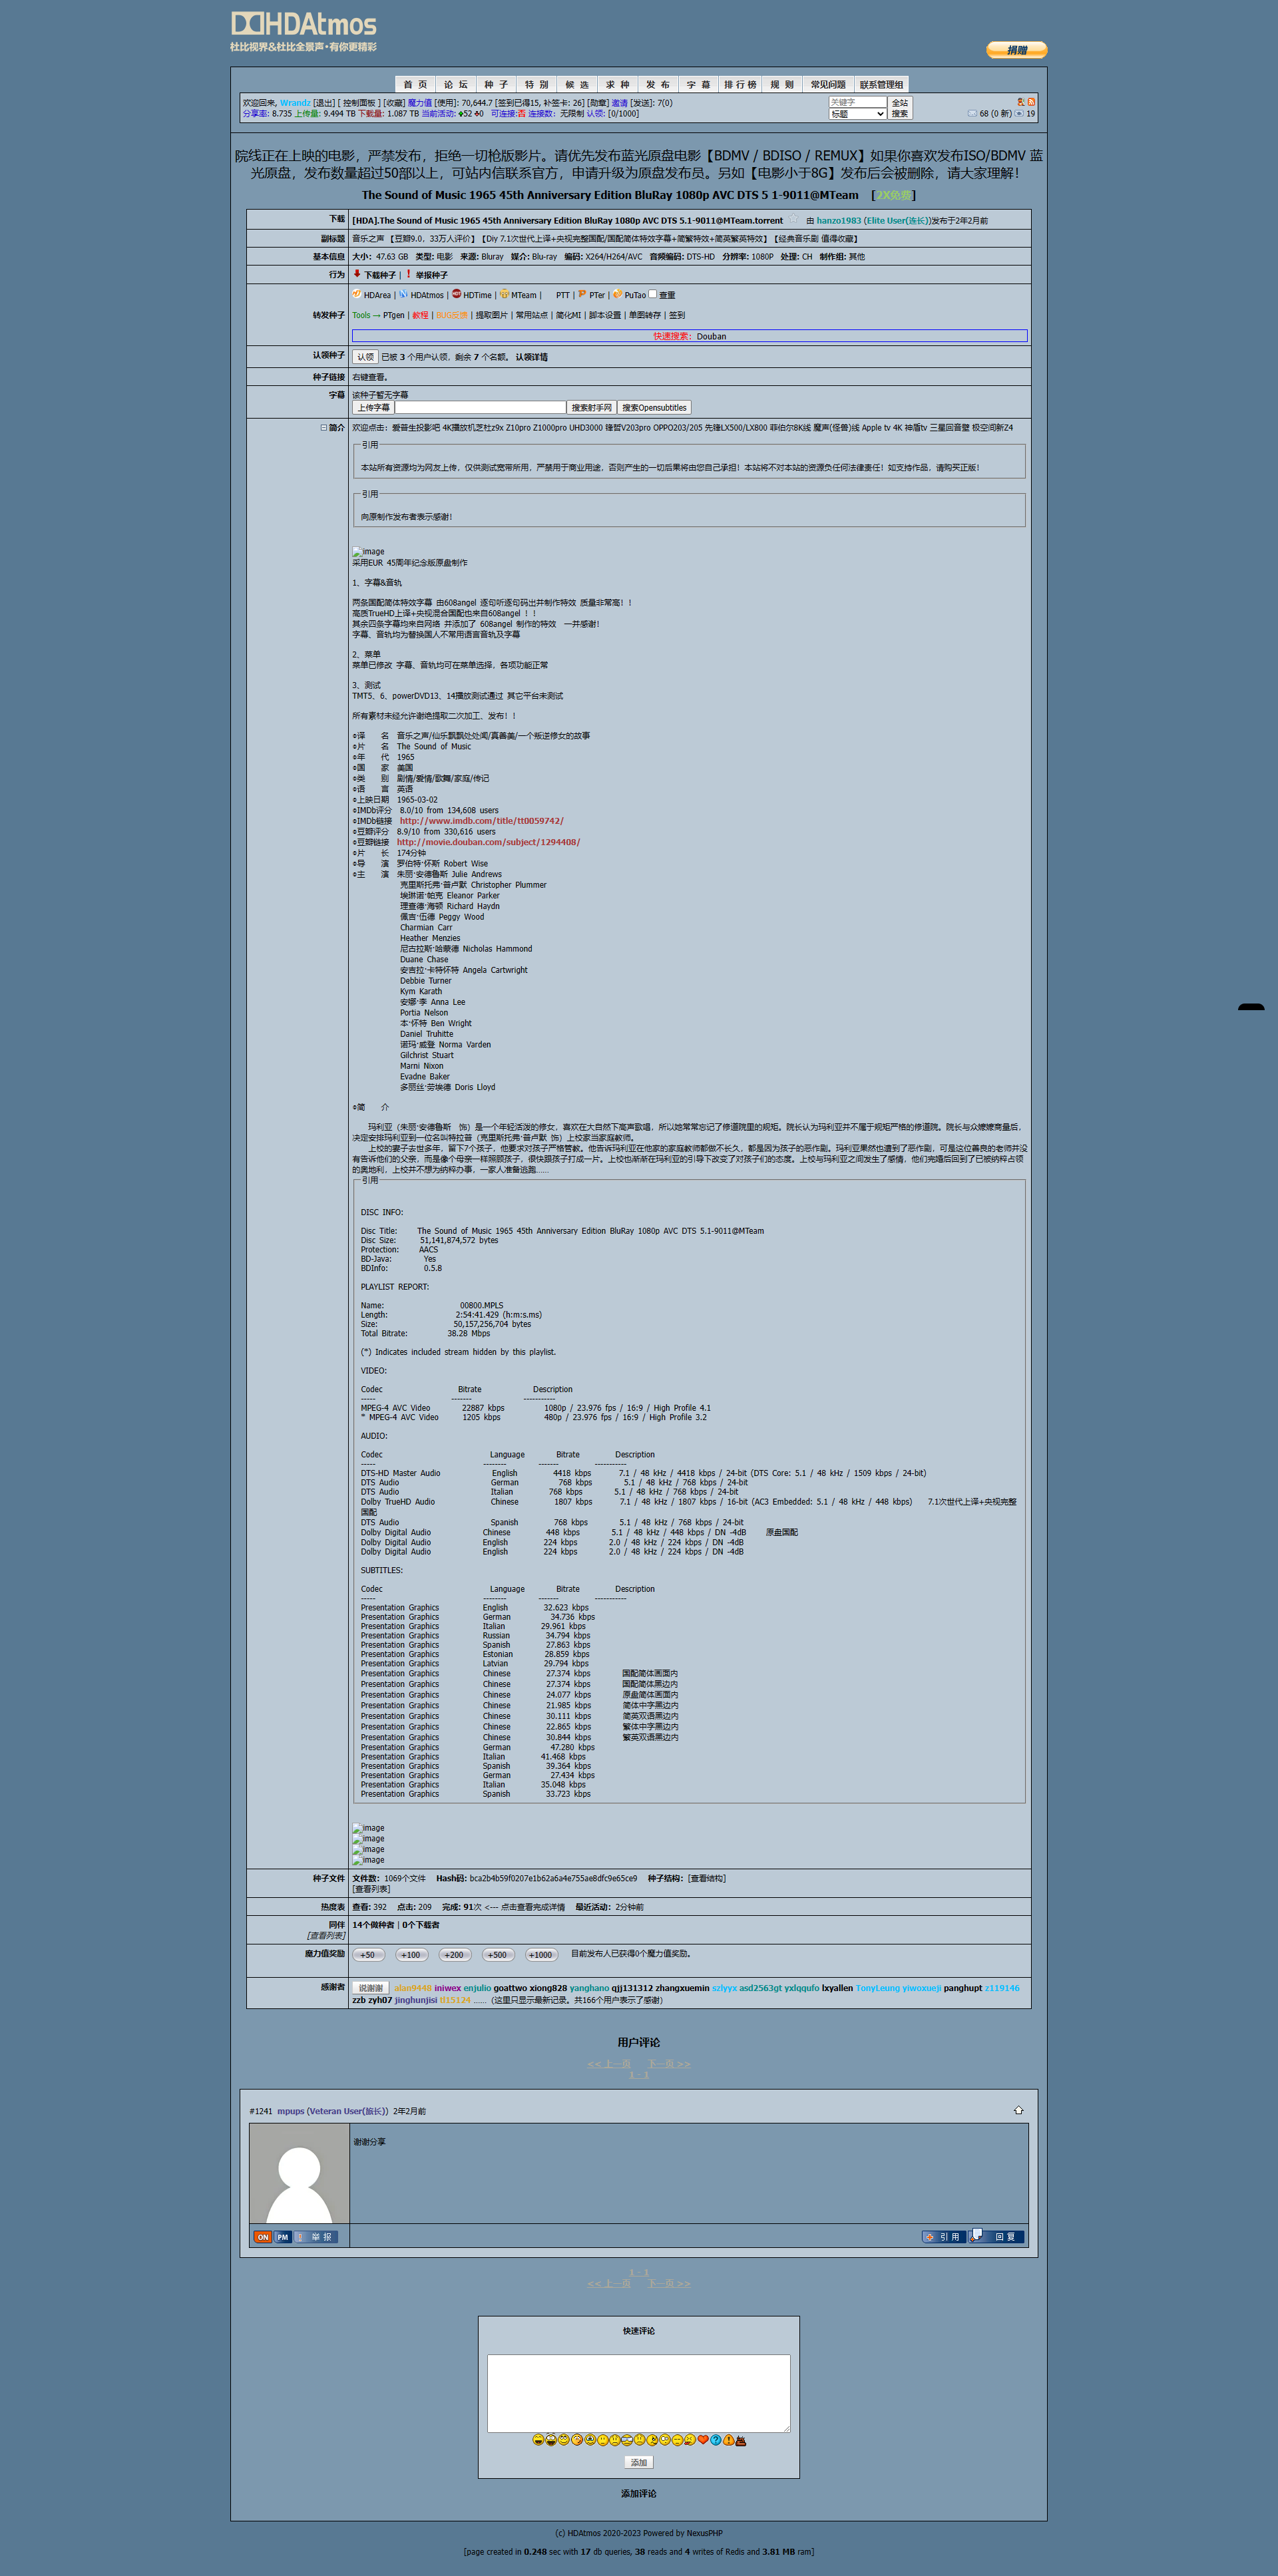 HDAtmos
杜比视界&杜比全景声•有你更精彩
捐赠
首 页 论 坛 种 子 特 别 候 选 求 种 发 布 字 幕 排 行 榜 规 则 常见问题 联系管理组
欢迎回来, Wrandz [退出] [ 控制面板 ] [收藏] 魔力值 [使用]: 70,644.7 [签到已得15, 补签卡: 26] [勋章] 邀请 [发送]: 7(0)
关键字 全站
分享率: 8.735 上传量: 9.494 TB 下载量: 1.087 TB 当前活动: 52 0 可连接:否 连接数：无限制 认领: [0/1000]
标题 搜索 68 (0 新) 19
院线正在上映的电影，严禁发布，拒绝一切枪版影片。请优先发布蓝光原盘电影【BDMV / BDISO / REMUX】如果你喜欢发布ISO/BDMV 蓝
光原盘，发布数量超过50部以上，可站内信联系官方，申请升级为原盘发布员。另如【电影小于8G】发布后会被删除，请大家理解！
The Sound of Music 1965 45th Anniversary Edition BluRay 1080p AVC DTS 5 1-9011@MTeam [2X免费]
下载 [HDA].The Sound of Music 1965 45th Anniversary Edition BluRay 1080p AVC DTS 5.1-9011@MTeam.torrent 由 hanzo1983 (Elite User(连长))发布于2年2月前
副标题 音乐之声 【豆瓣9.0，33万人评价】【Diy 7.1次世代上译+央视完整国配/国配简体特效字幕+简繁特效+简英繁英特效】【经典音乐剧 值得收藏】
基本信息 大小：47.63 GB 类型: 电影 来源: Bluray 媒介: Blu-ray 编码: X264/H264/AVC 音频编码: DTS-HD 分辨率: 1080P 处理: CH 制作组: 其他
行为 下载种子 | 举报种子
转发种子 HDArea | HDAtmos | HDTime | MTeam | PTT | PTer | PuTao 查重
Tools → PTgen | 教程 | BUG反馈 | 提取图片 | 常用站点 | 简化MI | 脚本设置 | 单图转存 | 签到
快速搜索：Douban
认领种子 认领 已被 3 个用户认领，剩余 7 个名额。 认领详情
种子链接 右键查看。
字幕 该种子暂无字幕
上传字幕 搜索射手网 搜索Opensubtitles
简介 欢迎点击：爱普生投影吧 4K播放机芝杜z9x Z10pro Z1000pro UHD3000 锋哲V203pro OPPO203/205 先锋LX500/LX800 菲伯尔8K线 魔声(怪兽)线 Apple tv 4K 神盾tv 三星回音壁 极空间新Z4
引用
本站所有资源均为网友上传，仅供测试宽带所用，严禁用于商业用途，否则产生的一切后果将由您自己承担！本站将不对本站的资源负任何法律责任！如支持作品，请购买正版！
引用
向原制作发布者表示感谢！
image
采用EUR 45周年纪念版原盘制作
1、字幕&音轨
两条国配简体特效字幕 由608angel 逐句听逐句码出并制作特效 质量非常高！！
高质TrueHD上译+央视混合国配也来自608angel ！！
其余四条字幕均来自网络 并添加了 608angel 制作的特效 一并感谢！
字幕、音轨均为替换国人不常用语言音轨及字幕
2、菜单
菜单已修改 字幕、音轨均可在菜单选择，各项功能正常
3、测试
TMT5、6、powerDVD13、14播放测试通过 其它平台未测试
所有素材未经允许谢绝提取二次加工、发布！！
◎译 名 音乐之声/仙乐飘飘处处闻/真善美/一个叛逆修女的故事
◎片 名 The Sound of Music
◎年 代 1965
◎国 家 美国
◎类 别 剧情/爱情/歌舞/家庭/传记
◎语 言 英语
◎上映日期 1965-03-02
◎IMDb评分 8.0/10 from 134,608 users
◎IMDb链接 http://www.imdb.com/title/tt0059742/
◎豆瓣评分 8.9/10 from 330,616 users
◎豆瓣链接 http://movie.douban.com/subject/1294408/
◎片 长 174分钟
◎导 演 罗伯特·怀斯 Robert Wise
◎主 演 朱丽·安德鲁斯 Julie Andrews
克里斯托弗·普卢默 Christopher Plummer
埃琳诺·帕克 Eleanor Parker
理查德·海顿 Richard Haydn
佩吉·伍德 Peggy Wood
Charmian Carr
Heather Menzies
尼古拉斯·哈蒙德 Nicholas Hammond
Duane Chase
安吉拉·卡特怀特 Angela Cartwright
Debbie Turner
Kym Karath
安娜·李 Anna Lee
Portia Nelson
本·怀特 Ben Wright
Daniel Truhitte
诺玛·威登 Norma Varden
Gilchrist Stuart
Marni Nixon
Evadne Baker
多丽丝·劳埃德 Doris Lloyd
◎简 介
玛利亚（朱丽·安德鲁斯 饰）是一个年轻活泼的修女，喜欢在大自然下高声歌唱，所以她常常忘记了修道院里的规矩。院长认为玛利亚并不属于规矩严格的修道院。院长与众嬷嬷商量后，
决定安排玛利亚到一位名叫特拉普（克里斯托弗·普卢默 饰）上校家当家庭教师。
上校的妻子去世多年，留下7个孩子，他要求对孩子严格管教。他告诉玛利亚在他家的家庭教师都做不长久，都是因为孩子的恶作剧。玛利亚果然也遭到了恶作剧，可是这位善良的老师并没
有告诉他们的父亲，而是像个母亲一样照顾孩子，很快跟孩子打成一片。上校也渐渐在玛利亚的引导下改变了对孩子们的态度。上校与玛利亚之间发生了感情，他们完婚后回到了已被纳粹占领
的奥地利，上校并不想为纳粹办事，一家人准备逃跑......
引用
DISC INFO:
Disc Title: The Sound of Music 1965 45th Anniversary Edition BluRay 1080p AVC DTS 5.1-9011@MTeam
Disc Size: 51,141,874,572 bytes
Protection: AACS
BD-Java: Yes
BDInfo: 0.5.8
PLAYLIST REPORT:
Name: 00800.MPLS
Length: 2:54:41.429 (h:m:s.ms)
Size: 50,157,256,704 bytes
Total Bitrate: 38.28 Mbps
(*) Indicates included stream hidden by this playlist.
VIDEO:
Codec Bitrate Description
----- ------- -----------
MPEG-4 AVC Video 22887 kbps 1080p / 23.976 fps / 16:9 / High Profile 4.1
* MPEG-4 AVC Video 1205 kbps 480p / 23.976 fps / 16:9 / High Profile 3.2
AUDIO:
Codec Language Bitrate Description
----- -------- ------- -----------
DTS-HD Master Audio English 4418 kbps 7.1 / 48 kHz / 4418 kbps / 24-bit (DTS Core: 5.1 / 48 kHz / 1509 kbps / 24-bit)
DTS Audio German 768 kbps 5.1 / 48 kHz / 768 kbps / 24-bit
DTS Audio Italian 768 kbps 5.1 / 48 kHz / 768 kbps / 24-bit
Dolby TrueHD Audio Chinese 1807 kbps 7.1 / 48 kHz / 1807 kbps / 16-bit (AC3 Embedded: 5.1 / 48 kHz / 448 kbps) 7.1次世代上译+央视完整
国配
DTS Audio Spanish 768 kbps 5.1 / 48 kHz / 768 kbps / 24-bit
Dolby Digital Audio Chinese 448 kbps 5.1 / 48 kHz / 448 kbps / DN -4dB 原盘国配
Dolby Digital Audio English 224 kbps 2.0 / 48 kHz / 224 kbps / DN -4dB
Dolby Digital Audio English 224 kbps 2.0 / 48 kHz / 224 kbps / DN -4dB
SUBTITLES:
Codec Language Bitrate Description
----- -------- ------- -----------
Presentation Graphics English 32.623 kbps
Presentation Graphics German 34.736 kbps
Presentation Graphics Italian 29.961 kbps
Presentation Graphics Russian 34.794 kbps
Presentation Graphics Spanish 27.863 kbps
Presentation Graphics Estonian 28.859 kbps
Presentation Graphics Latvian 29.794 kbps
Presentation Graphics Chinese 27.374 kbps 国配简体画面内
Presentation Graphics Chinese 27.374 kbps 国配简体黑边内
Presentation Graphics Chinese 24.077 kbps 原盘简体画面内
Presentation Graphics Chinese 21.985 kbps 简体中字黑边内
Presentation Graphics Chinese 30.111 kbps 简英双语黑边内
Presentation Graphics Chinese 22.865 kbps 繁体中字黑边内
Presentation Graphics Chinese 30.844 kbps 繁英双语黑边内
Presentation Graphics German 47.280 kbps
Presentation Graphics Italian 41.468 kbps
Presentation Graphics Spanish 39.364 kbps
Presentation Graphics German 27.434 kbps
Presentation Graphics Italian 35.048 kbps
Presentation Graphics Spanish 33.723 kbps
image
image
image
image
种子文件 文件数：1069个文件 Hash码: bca2b4b59f0207e1b62a6a4e755ae8dfc9e65ce9 种子结构：[查看结构]
[查看列表]
热度表 查看: 392 点击: 209 完成: 91次 <--- 点击查看完成详情 最近活动：2分钟前
同伴 14个做种者 | 0个下载者
[查看列表]
魔力值奖励 +50 +100 +200 +500 +1000 目前发布人已获得0个魔力值奖励。
感谢者 说谢谢 alan9448 iniwex enjulio goattwo xiong828 yanghano qjj131312 zhangxuemin szlyyx asd2563gt yxlqqufo lxyallen TonyLeung yiwoxueji panghupt z119146
zzb zyh07 jinghunjisi tl15124 ......（这里只显示最新记录。共166个用户表示了感谢）
用户评论
<< 上一页 下一页 >>
1 - 1
#1241 mpups (Veteran User(旅长)) 2年2月前
谢谢分享
ON PM 举 报 引 用 回 复
1 - 1
<< 上一页 下一页 >>
快速评论
添加
添加评论
(c) HDAtmos 2020-2023 Powered by NexusPHP
[page created in 0.248 sec with 17 db queries, 38 reads and 4 writes of Redis and 3.81 MB ram]